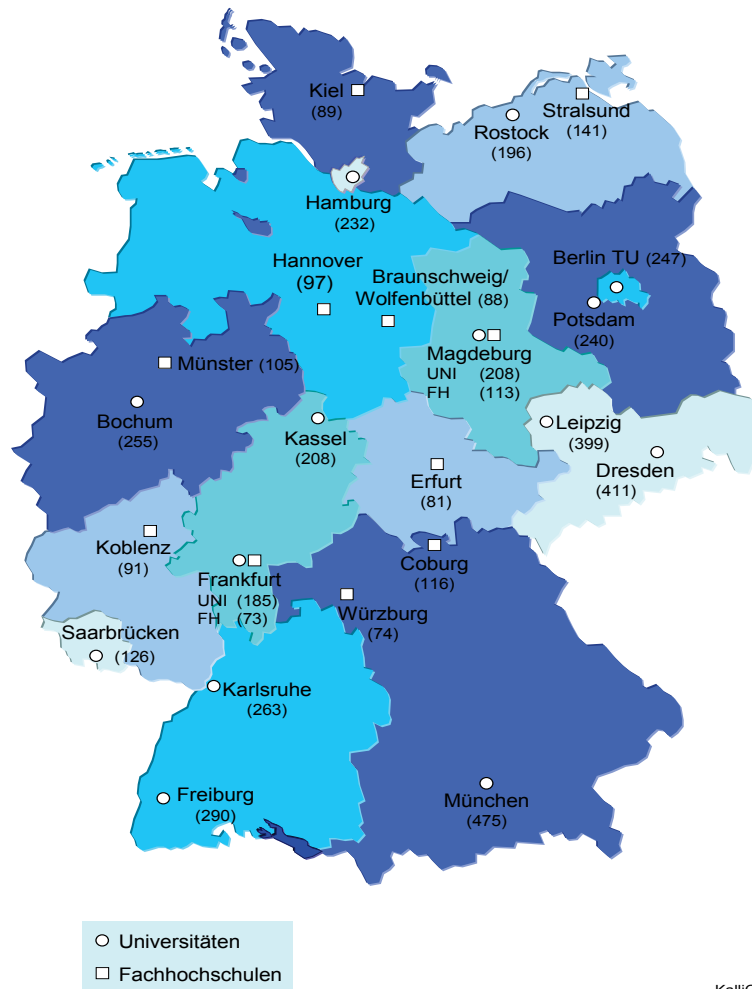 Kiel
(89)
Stralsund
(141)
Rostock
(196)
Hamburg
(232)
Hannover
(97)
Braunschweig/
Wolfenbüttel (88)
Berlin TU (247)
Potsdam
(240)
Magdeburg
UNI (208)
FH (113)
Münster (105)
Bochum
(255)
Kassel
(208)
Leipzig
(399)
Dresden
(411)
Erfurt
(81)
Koblenz
(91)
Coburg
(116)
Frankfurt
UNI (185)
FH (73)
Würzburg
(74)
Saarbrücken
(126)
Karlsruhe
(263)
Freiburg
(290)
München
(475)
Universitäten
Fachhochschulen